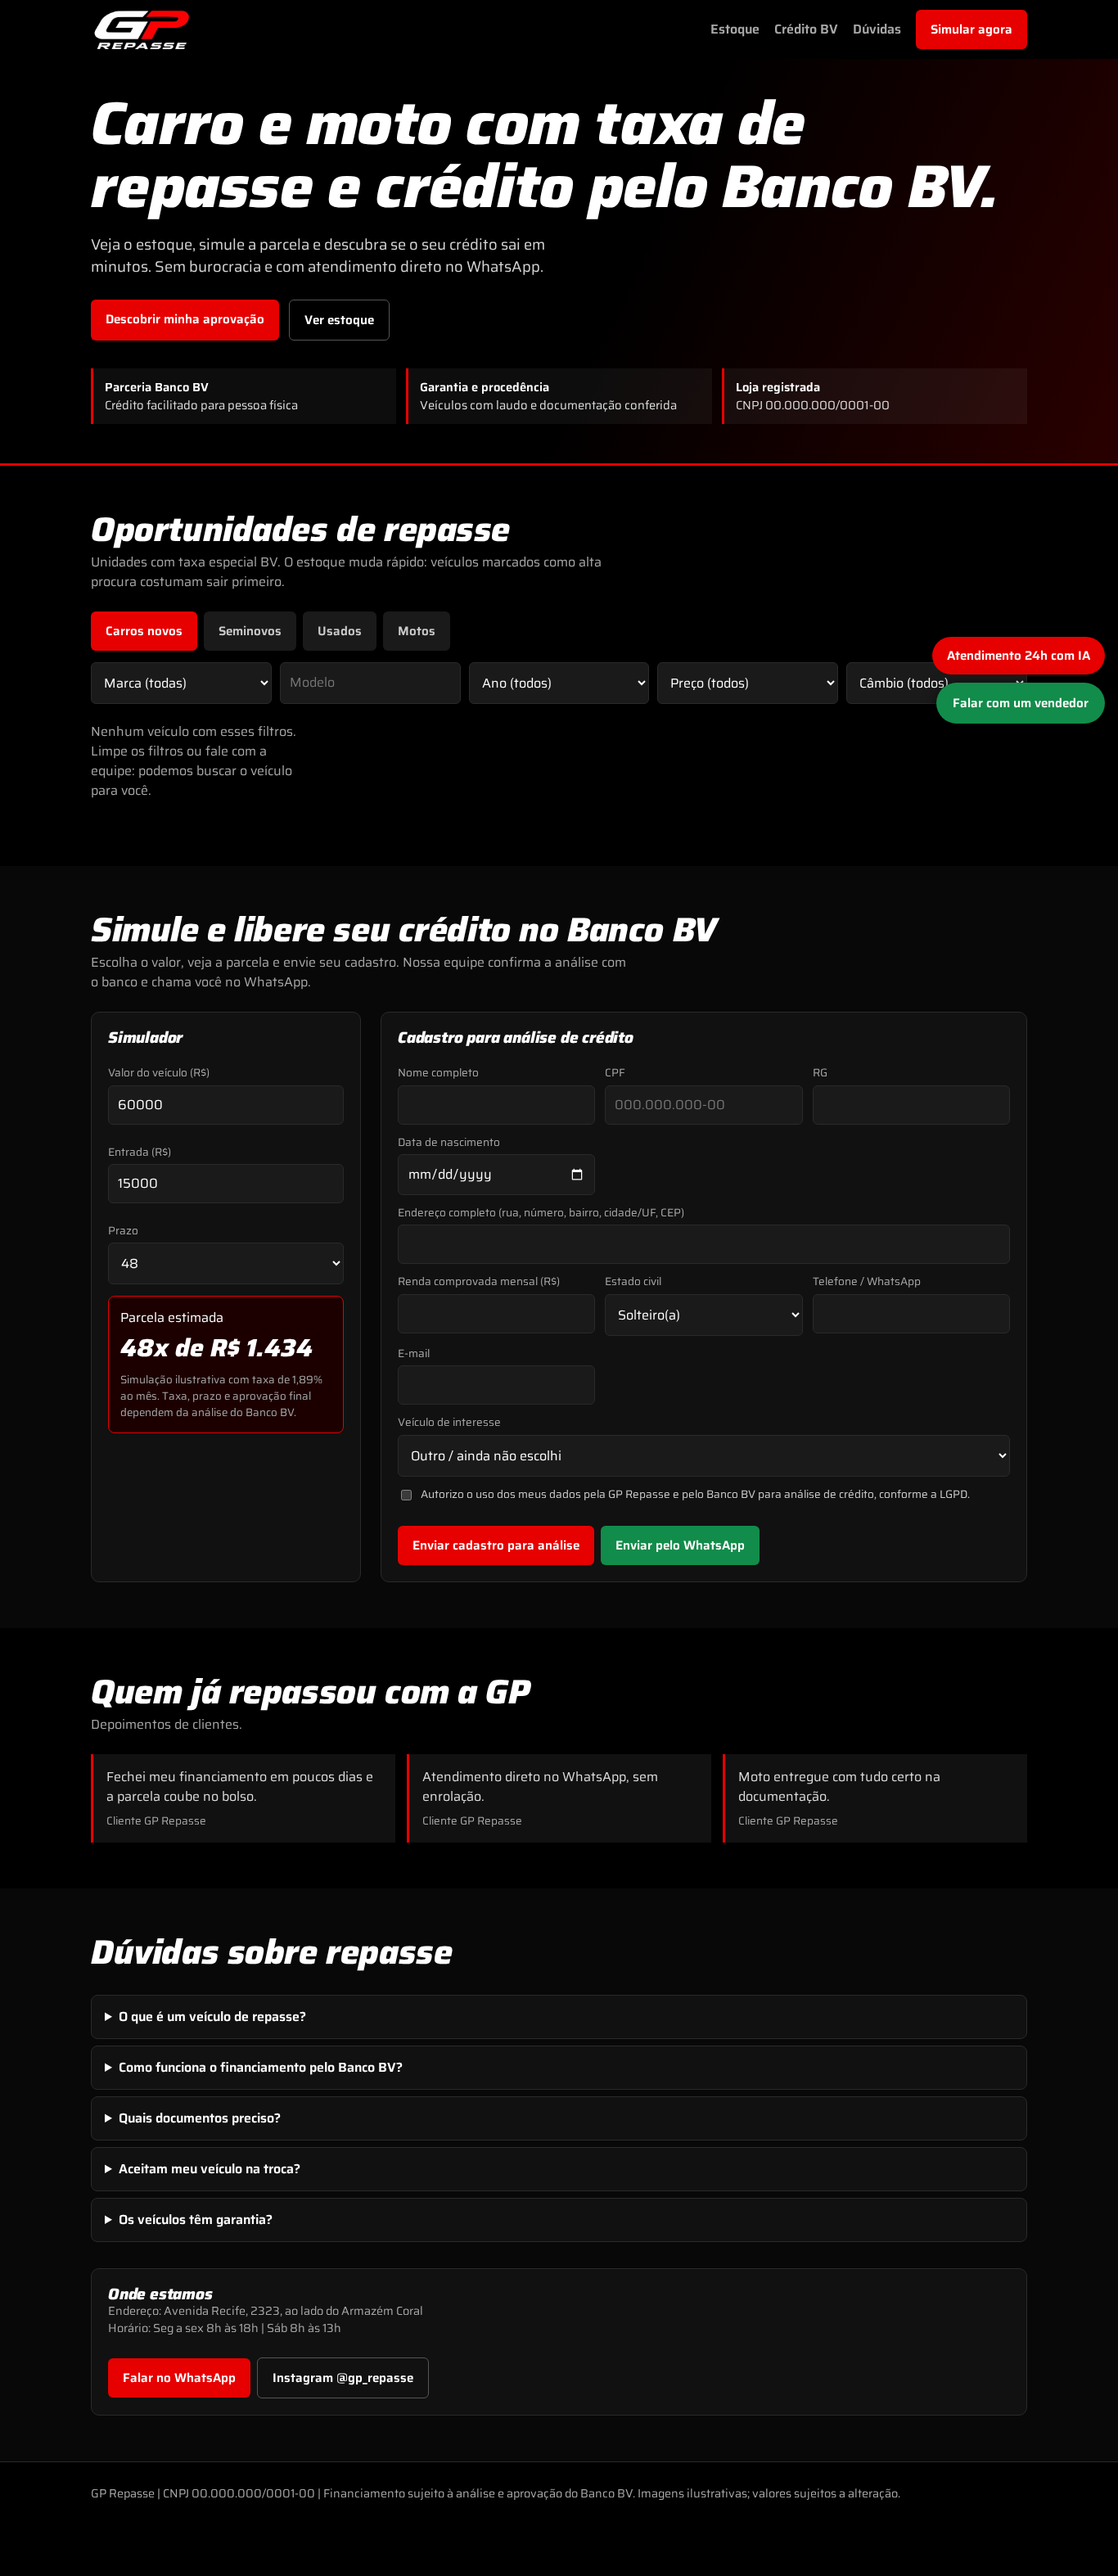 GP
REPASSE
Estoque
Crédito BV
Dúvidas
Simular agora
Carro e moto com taxa de
repasse e crédito pelo Banco BV.
Veja o estoque, simule a parcela e descubra se o seu crédito sai em
minutos. Sem burocracia e com atendimento direto no WhatsApp.
Descobrir minha aprovação
Ver estoque
Parceria Banco BV
Crédito facilitado para pessoa física
Garantia e procedência
Veículos com laudo e documentação conferida
Loja registrada
CNPJ 00.000.000/0001-00
Oportunidades de repasse
Unidades com taxa especial BV. O estoque muda rápido: veículos marcados como alta
procura costumam sair primeiro.
Carros novos
Seminovos
Usados
Motos
Atendimento 24h com IA
Marca (todas)
Modelo
Ano (todos)
Preço (todos)
Câmbio (todos)
Falar com um vendedor
Nenhum veículo com esses filtros.
Limpe os filtros ou fale com a
equipe: podemos buscar o veículo
para você.
Simule e libere seu crédito no Banco BV
Escolha o valor, veja a parcela e envie seu cadastro. Nossa equipe confirma a análise com
o banco e chama você no WhatsApp.
Simulador
Valor do veículo (R$)
60000
Entrada (R$)
15000
Prazo
48
Parcela estimada
48x de R$ 1.434
Simulação ilustrativa com taxa de 1,89%
ao mês. Taxa, prazo e aprovação final
dependem da análise do Banco BV.
Cadastro para análise de crédito
Nome completo
CPF
000.000.000-00
RG
Data de nascimento
mm/dd/yyyy
Endereço completo (rua, número, bairro, cidade/UF, CEP)
Renda comprovada mensal (R$)
Estado civil
Solteiro(a)
Telefone / WhatsApp
E-mail
Veículo de interesse
Outro / ainda não escolhi
Autorizo o uso dos meus dados pela GP Repasse e pelo Banco BV para análise de crédito, conforme a LGPD.
Enviar cadastro para análise
Enviar pelo WhatsApp
Quem já repassou com a GP
Depoimentos de clientes.
Fechei meu financiamento em poucos dias e
a parcela coube no bolso.
Cliente GP Repasse
Atendimento direto no WhatsApp, sem
enrolação.
Cliente GP Repasse
Moto entregue com tudo certo na
documentação.
Cliente GP Repasse
Dúvidas sobre repasse
O que é um veículo de repasse?
Como funciona o financiamento pelo Banco BV?
Quais documentos preciso?
Aceitam meu veículo na troca?
Os veículos têm garantia?
Onde estamos
Endereço: Avenida Recife, 2323, ao lado do Armazém Coral
Horário: Seg a sex 8h às 18h | Sáb 8h às 13h
Falar no WhatsApp
Instagram @gp_repasse
GP Repasse | CNPJ 00.000.000/0001-00 | Financiamento sujeito à análise e aprovação do Banco BV. Imagens ilustrativas; valores sujeitos a alteração.